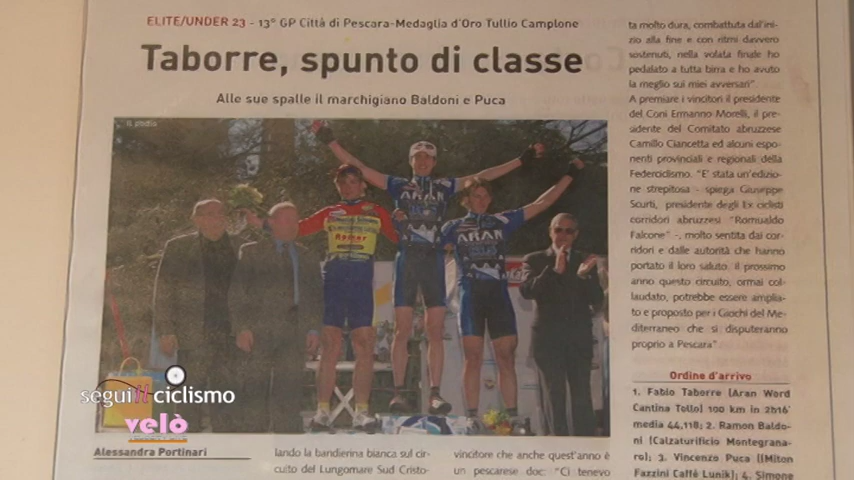 ELITE/UNDER 23 - 13° GP Città di Pescara-Medaglia d'Oro Tullio Camplone
Taborre, spunto di classe
Alle sue spalle il marchigiano Baldoni e Puca
Il podio
ARAN
ARAN
seguiilciclismo
velò
Alessandra Portinari
lando la bandierina bianca sul cir-
cuito del Lungomare Sud Cristo-
vincitore che anche quest'anno è
un pescarese doc: "Ci tenevo
ta molto dura, combattuta dall'ini-
zio alla fine e con ritmi davvero
sostenuti, nella volata finale ho
pedalato a tutta birra e ho avuto
la meglio sui miei avversari".
A premiare i vincitori il presidente
del Coni Ermanno Morelli, il pre-
sidente del Comitato abruzzese
Camillo Ciancetta ed alcuni espo-
nenti provinciali e regionali della
Federciclismo. "E' stata un'edizio-
ne strepitosa - spiega Giuseppe
Scurti, presidente degli Ex ciclisti
corridori abruzzesi "Romualdo
Falcone" -, molto sentita dai cor-
ridori e dalle autorità che hanno
portato il loro saluto. Il prossimo
anno questo circuito, ormai col-
laudato, potrebbe essere amplia-
to e proposto per i Giochi del Me-
diterraneo che si disputeranno
proprio a Pescara"
Ordine d'arrivo
1. Fabio Taborre (Aran Word
Cantina Tollo) 100 km in 2h16'
media 44,118; 2. Ramon Baldo-
ni (Calzaturificio Montegrana-
ro); 3. Vincenzo Puca (Miton
Fazzini Caffè Lunik); 4. Simone